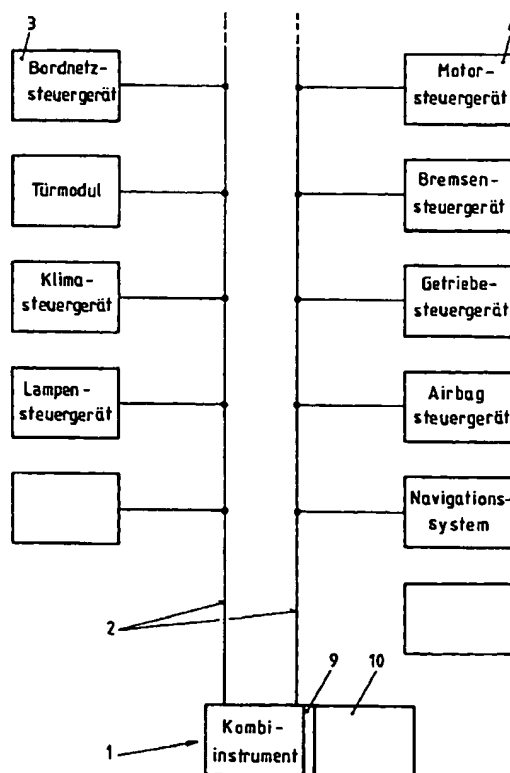 3
Bordnetz-
steuergerät
Türmodul
Klima-
steuergerät
Lampen-
steuergerät
Motor-
steuergerät
Bremsen-
steuergerät
Getriebe-
steuergerät
Airbag
steuergerät
Navigations-
system
2
9
10
1
Kombi-
instrument